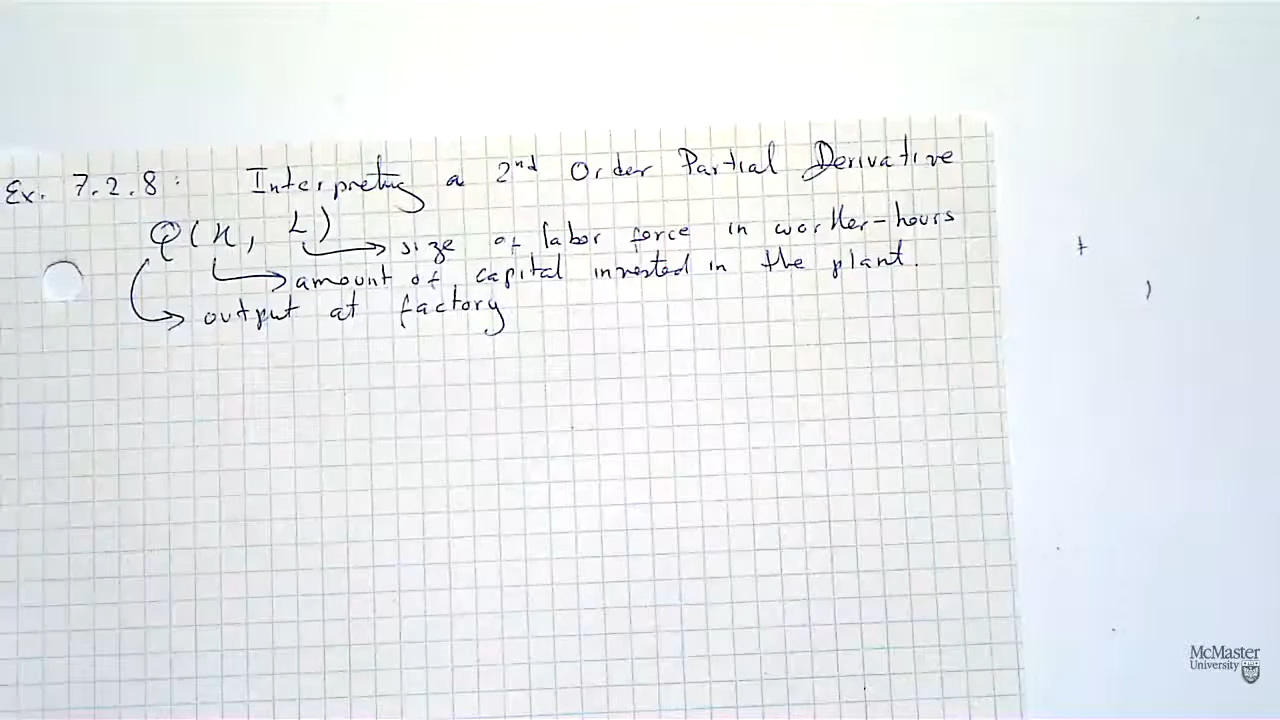 Ex. 7.2.8: Interpreting a 2nd Order Partial Derivative
Q(K, L)
size of labor force in worker-hours
amount of capital invested in the plant.
output at factory
McMaster
University